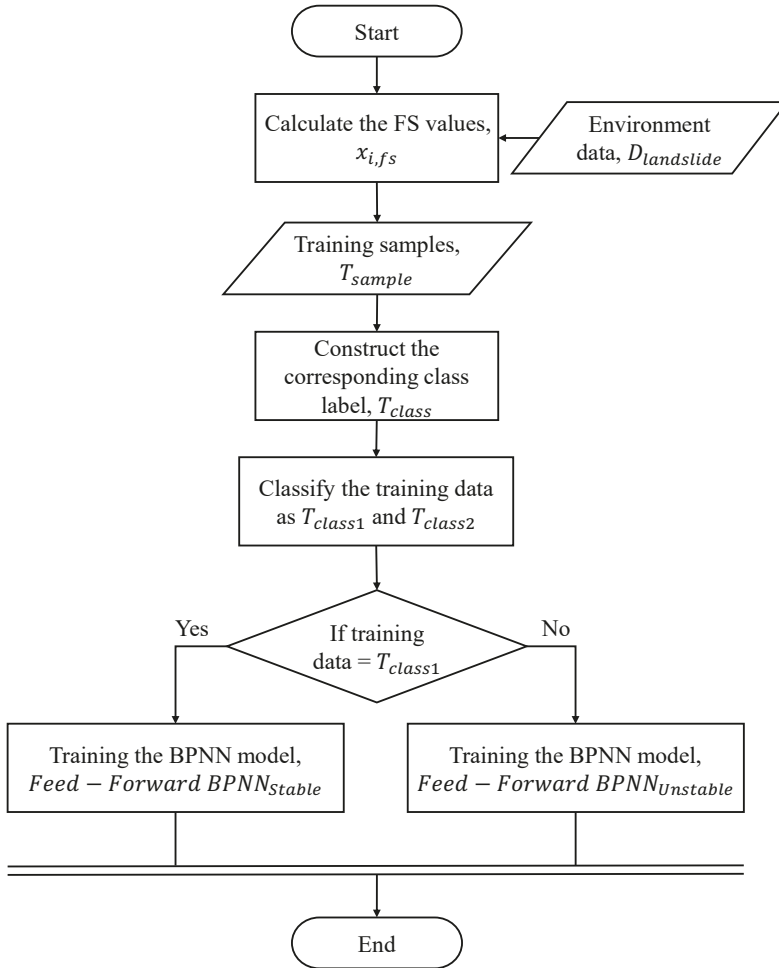 Start
Calculate the FS values,
x_{i,fs}
Environment
data, D_{landslide}
Training samples,
T_{sample}
Construct the
corresponding class
label, T_{class}
Classify the training data
as T_{class1} and T_{class2}
If training
data = T_{class1}
Yes
No
Training the BPNN model,
Feed − Forward BPNN_{Stable}
Training the BPNN model,
Feed − Forward BPNN_{Unstable}
End